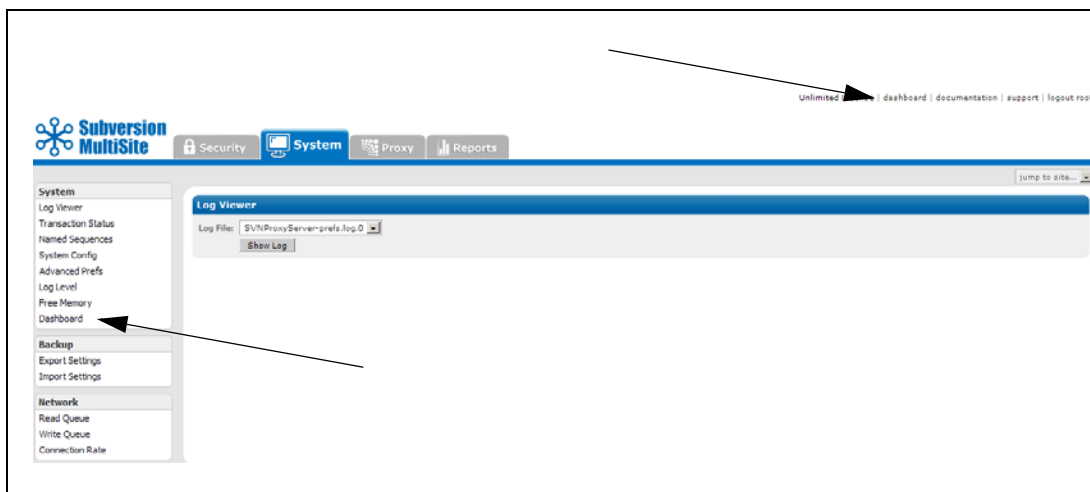 Unlimited | dashboard | documentation | support | logout root
Subversion
MultiSite
Security
System
Proxy
Reports
jump to site...
System
Log Viewer
Transaction Status
Named Sequences
System Config
Advanced Prefs
Log Level
Free Memory
Dashboard
Backup
Export Settings
Import Settings
Network
Read Queue
Write Queue
Connection Rate
Log Viewer
Log File: SVNProxyServer-prefs.log.0
Show Log